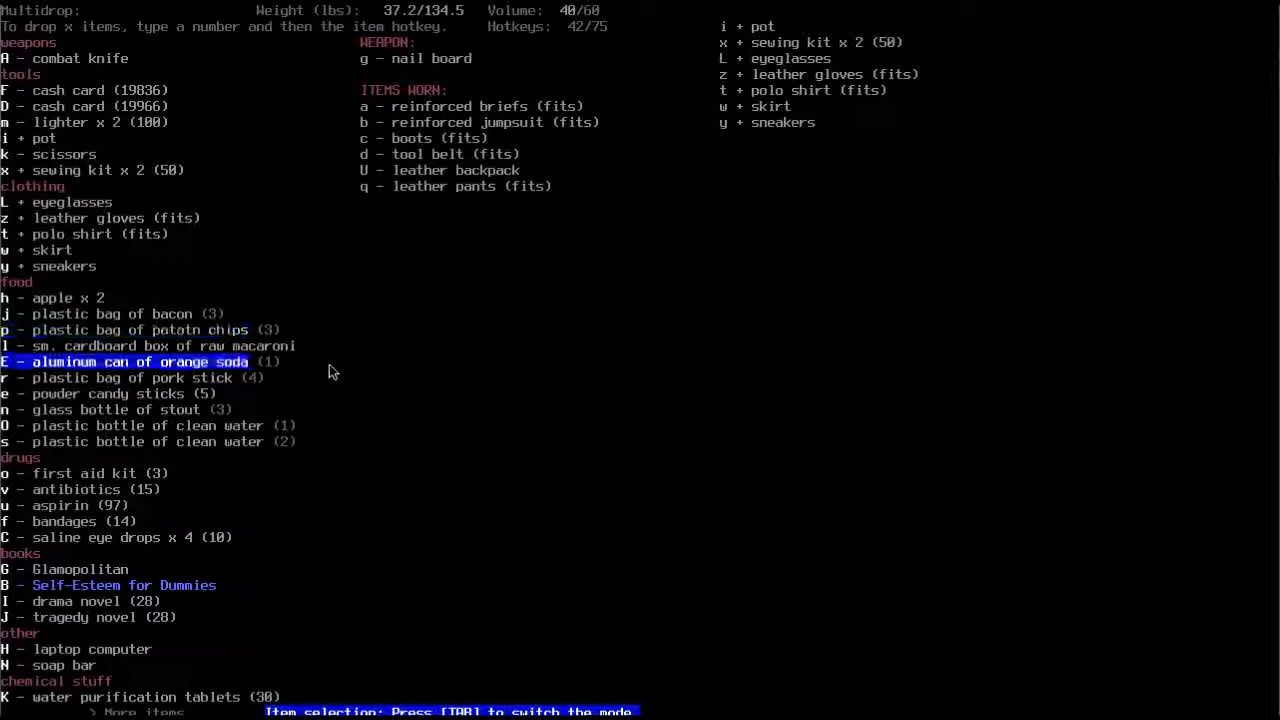 Multidrop: Weight (lbs): 37.2/134.5 Volume: 40/60
To drop x items, type a number and then the item hotkey. Hotkeys: 42/75
weapons
A - combat knife
tools
F - cash card (19836)
D - cash card (19966)
m - lighter x 2 (100)
i + pot
k - scissors
x + sewing kit x 2 (50)
clothing
L + eyeglasses
z + leather gloves (fits)
t + polo shirt (fits)
w + skirt
y + sneakers
food
h - apple x 2
j - plastic bag of bacon (3)
p - plastic bag of potato chips (3)
l - sm. cardboard box of raw macaroni
E - aluminum can of orange soda (1)
r - plastic bag of pork stick (4)
e - powder candy sticks (5)
n - glass bottle of stout (3)
O - plastic bottle of clean water (1)
s - plastic bottle of clean water (2)
drugs
o - first aid kit (3)
v - antibiotics (15)
u - aspirin (97)
f - bandages (14)
C - saline eye drops x 4 (10)
books
G - Glamopolitan
B - Self-Esteem for Dummies
I - drama novel (28)
J - tragedy novel (28)
other
H - laptop computer
N - soap bar
chemical stuff
K - water purification tablets (30)
> More items
Item selection: Press [TAB] to switch the mode
WEAPON:
g - nail board
ITEMS WORN:
a - reinforced briefs (fits)
b - reinforced jumpsuit (fits)
c - boots (fits)
d - tool belt (fits)
U - leather backpack
q - leather pants (fits)
i + pot
x + sewing kit x 2 (50)
L + eyeglasses
z + leather gloves (fits)
t + polo shirt (fits)
w + skirt
y + sneakers